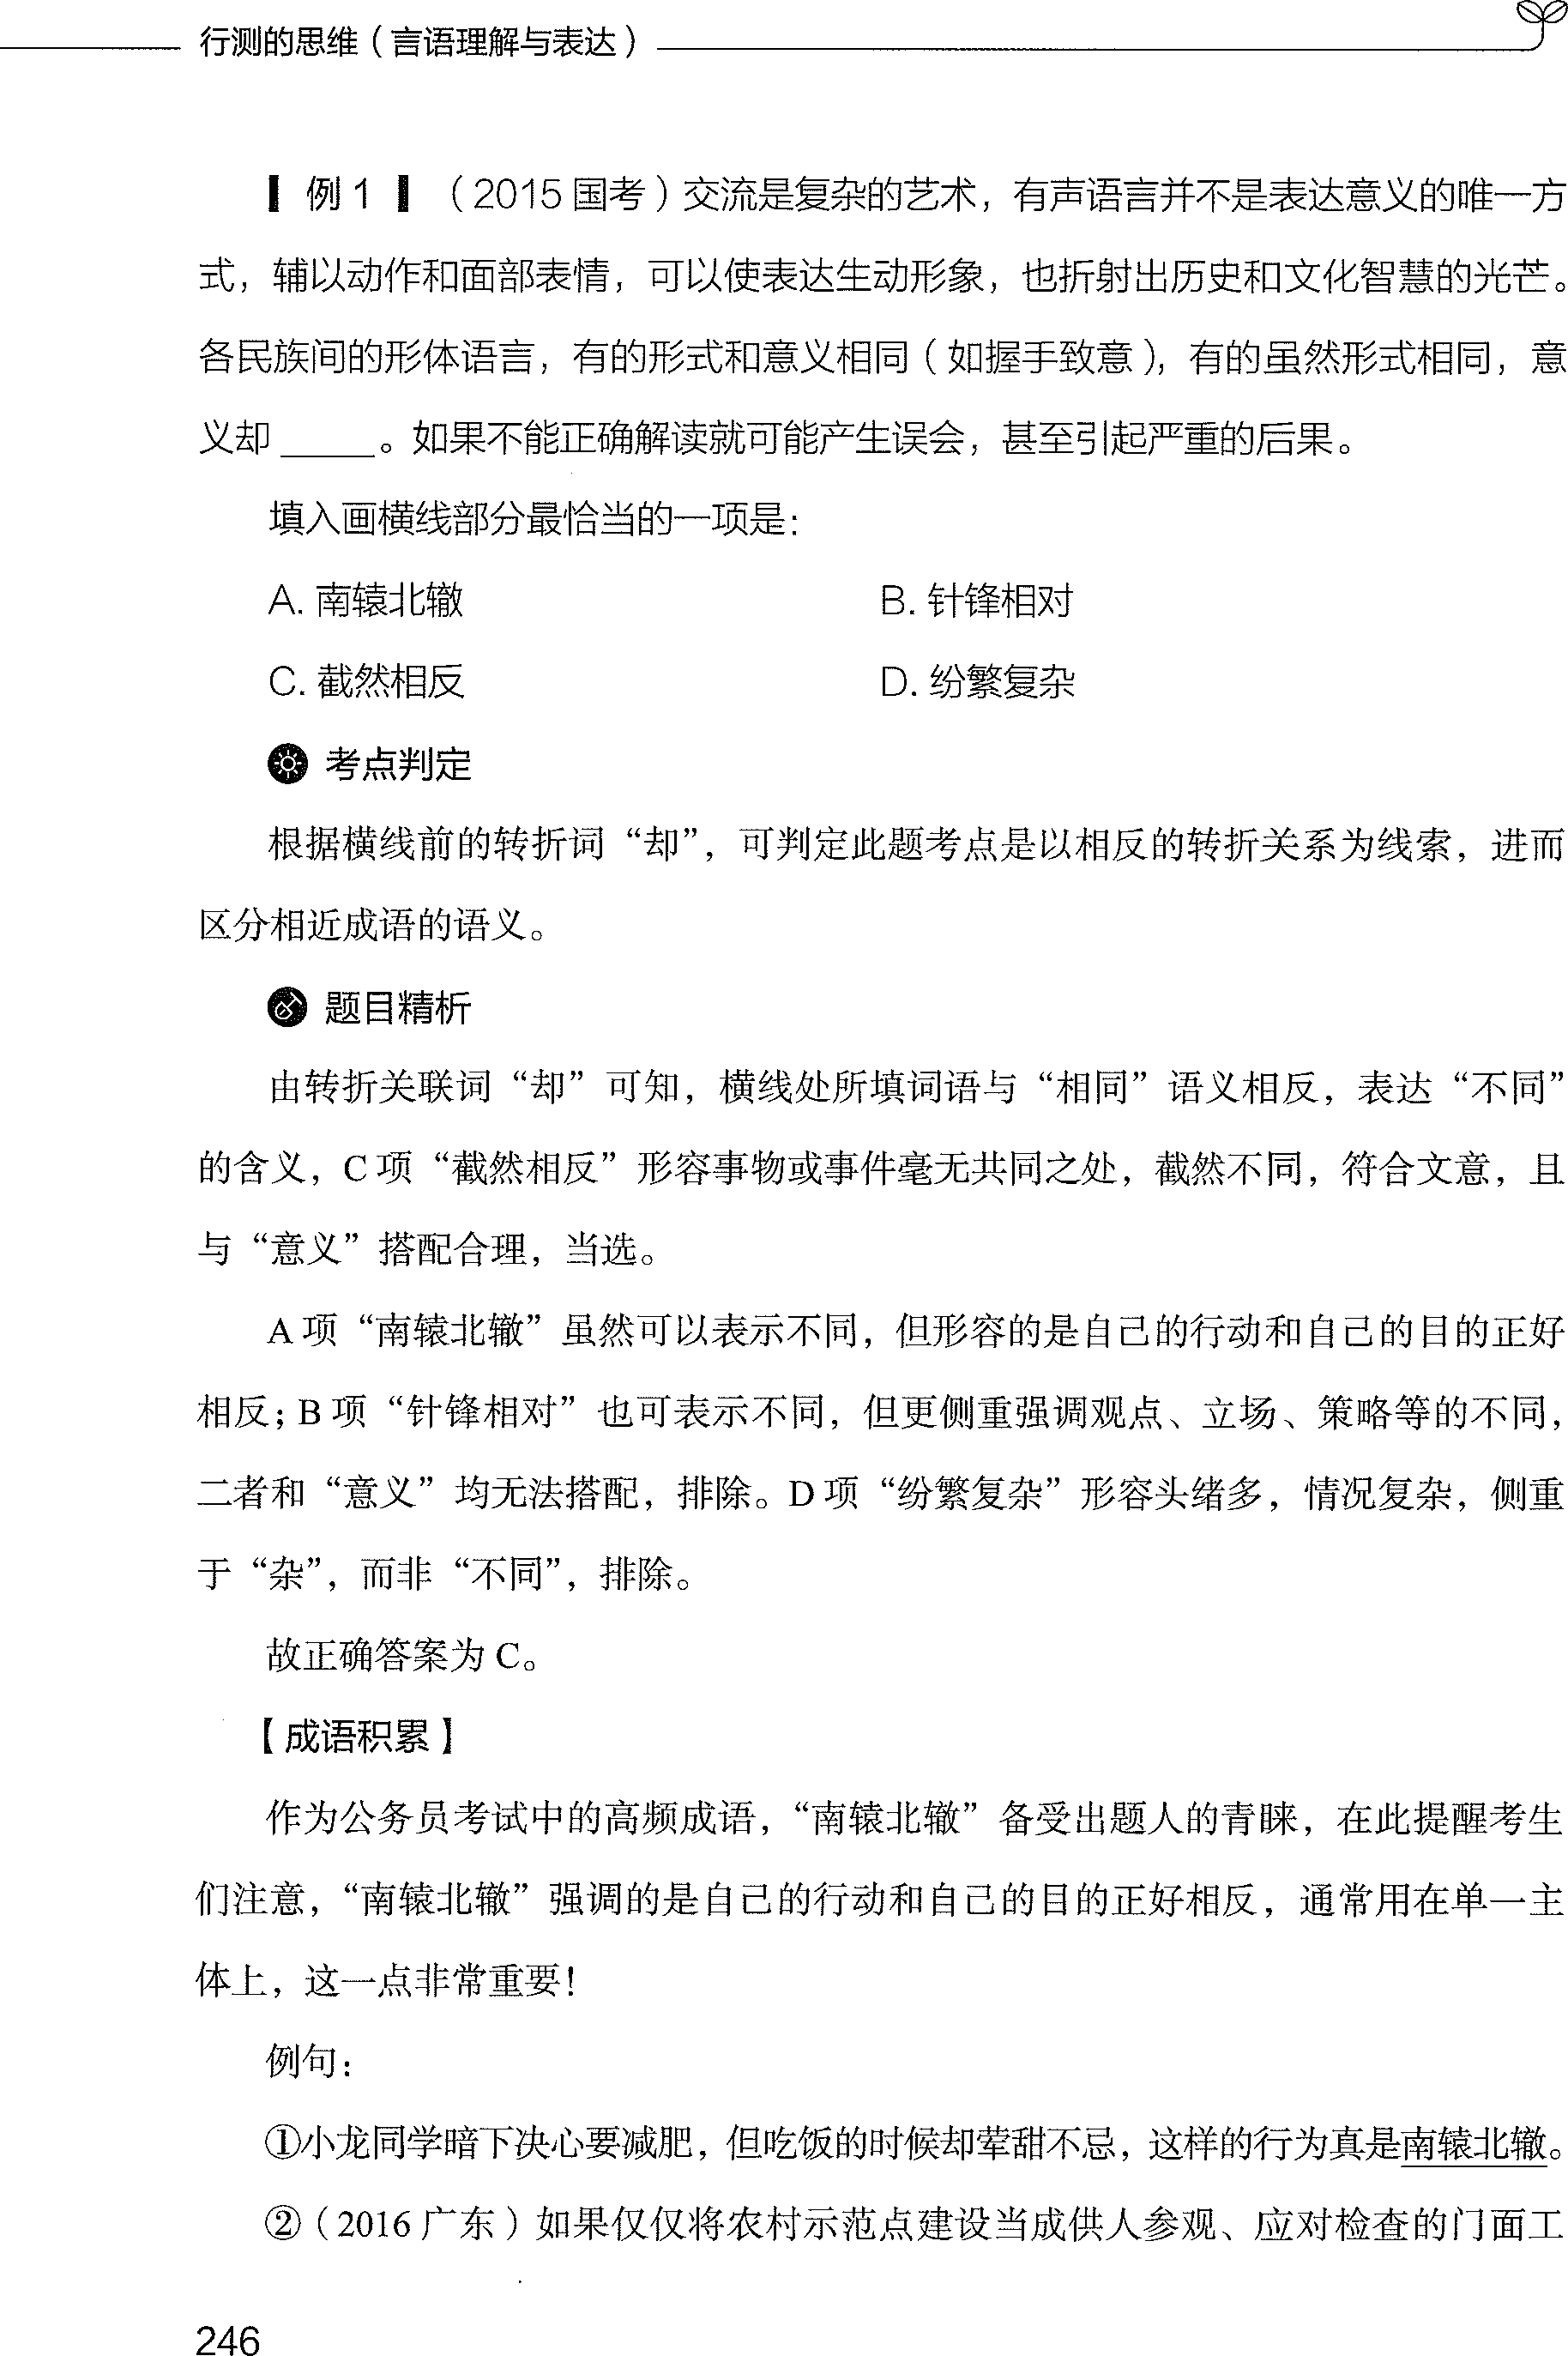 行测的思维（言语理解与表达）
例1 （2015国考）交流是复杂的艺术，有声语言并不是表达意义的唯一方
式，辅以动作和面部表情，可以使表达生动形象，也折射出历史和文化智慧的光芒。
各民族间的形体语言，有的形式和意义相同（如握手致意），有的虽然形式相同，意
义却_____。如果不能正确解读就可能产生误会，甚至引起严重的后果。
填入画横线部分最恰当的一项是：
A. 南辕北辙 B. 针锋相对
C. 截然相反 D. 纷繁复杂
考点判定
根据横线前的转折词“却”，可判定此题考点是以相反的转折关系为线索，进而
区分相近成语的语义。
题目精析
由转折关联词“却”可知，横线处所填词语与“相同”语义相反，表达“不同”
的含义，C项“截然相反”形容事物或事件毫无共同之处，截然不同，符合文意，且
与“意义”搭配合理，当选。
A项“南辕北辙”虽然可以表示不同，但形容的是自己的行动和自己的目的正好
相反；B项“针锋相对”也可表示不同，但更侧重强调观点、立场、策略等的不同，
二者和“意义”均无法搭配，排除。D项“纷繁复杂”形容头绪多，情况复杂，侧重
于“杂”，而非“不同”，排除。
故正确答案为C。
【成语积累】
作为公务员考试中的高频成语，“南辕北辙”备受出题人的青睐，在此提醒考生
们注意，“南辕北辙”强调的是自己的行动和自己的目的正好相反，通常用在单一主
体上，这一点非常重要！
例句：
①小龙同学暗下决心要减肥，但吃饭的时候却荤甜不忌，这样的行为真是南辕北辙。
②（2016广东）如果仅仅将农村示范点建设当成供人参观、应对检查的门面工
246